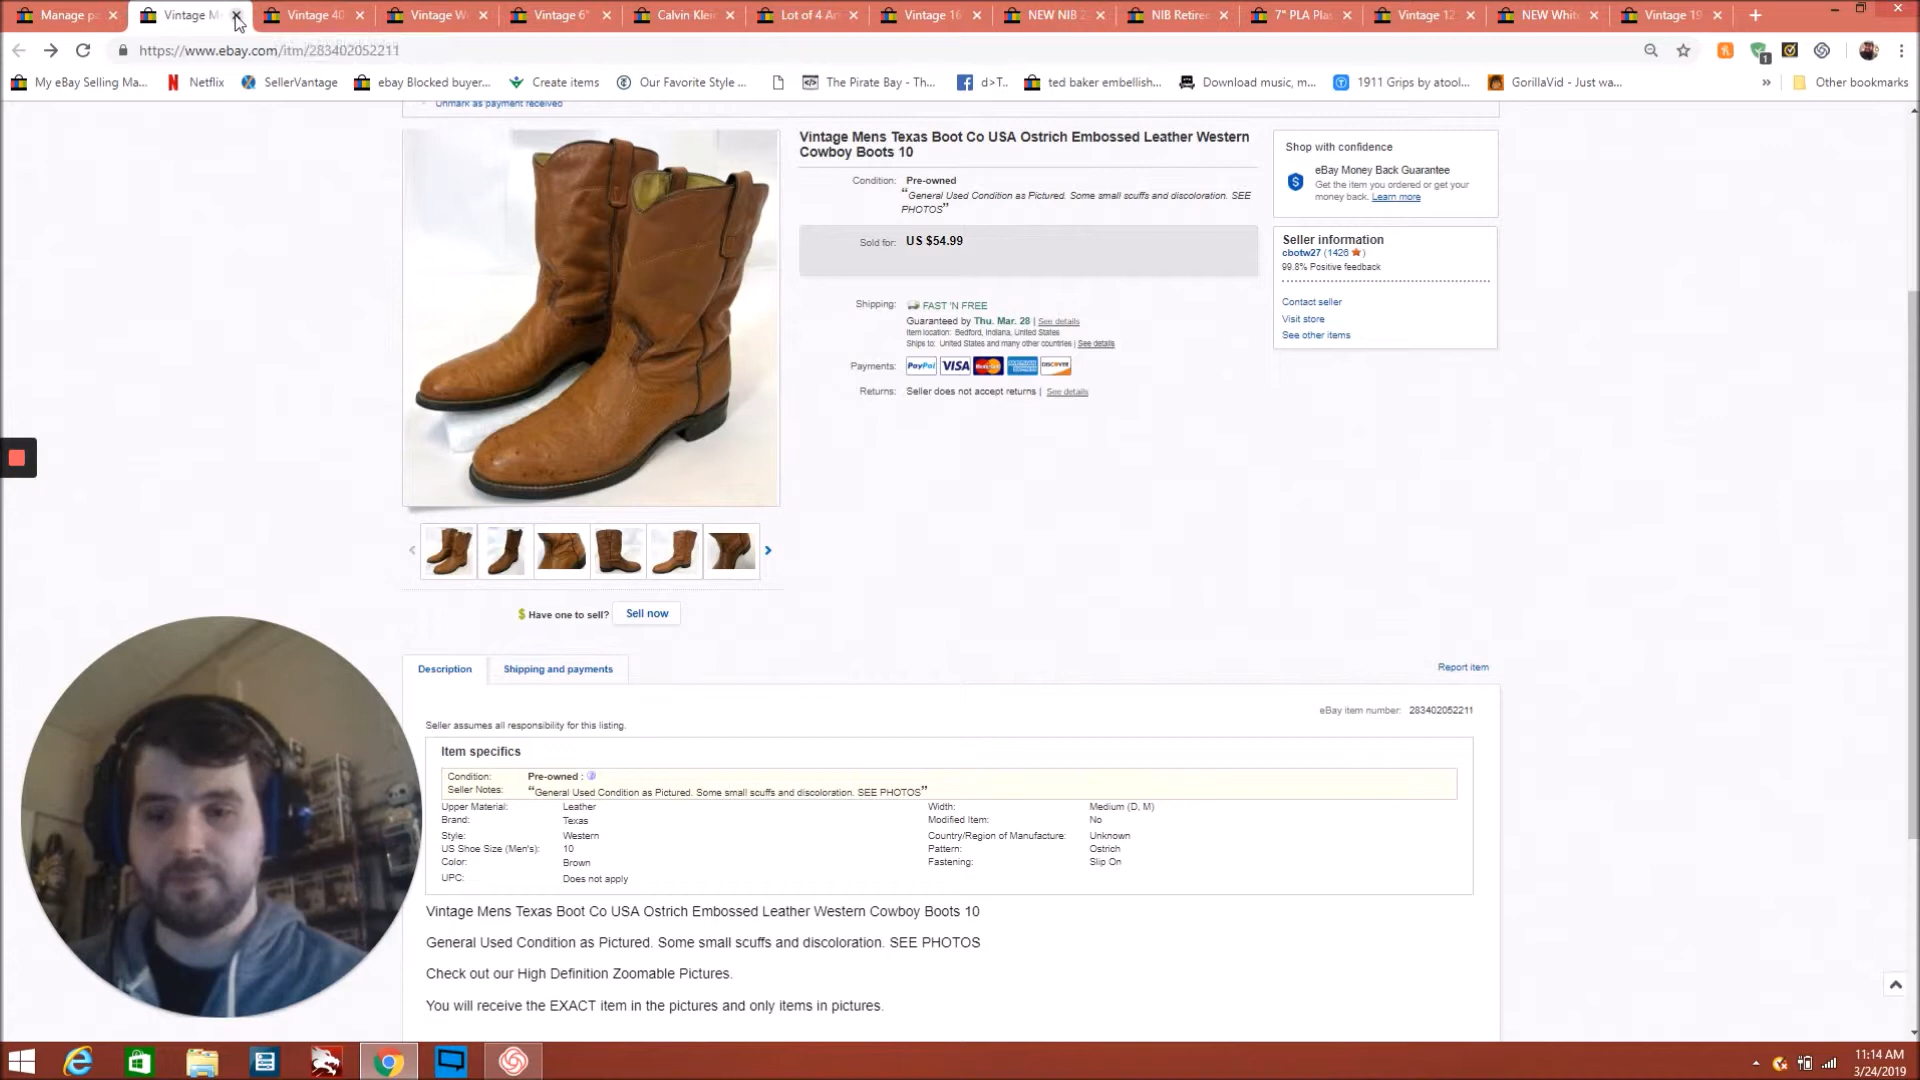 Manage pa
Vintage M
Vintage 40
Vintage W
Vintage 6"
Calvin Klei
Lot of 4 A
Vintage 16
NEW NIB 2
NIB Retire
7" PLA Pla
Vintage 12
NEW Whit
Vintage 19
https://www.ebay.com/itm/283402052211
My eBay Selling Ma...
Netflix
SellerVantage
ebay Blocked buyer...
Create items
Our Favorite Style ...
The Pirate Bay - Th...
d>T..
ted baker embellish...
Download music, m...
1911 Grips by atool...
GorillaVid - Just wa...
»
Other bookmarks
Unmark as payment received
Vintage Mens Texas Boot Co USA Ostrich Embossed Leather Western
Cowboy Boots 10
Condition: Pre-owned
"General Used Condition as Pictured. Some small scuffs and discoloration. SEE
PHOTOS"
Sold for: US $54.99
Shipping: FAST 'N FREE
Guaranteed by Thu. Mar. 28 | See details
Item location: Bedford, Indiana, United States
Ships to: United States and many other countries | See details
Payments: PayPal VISA MasterCard AMERICAN EXPRESS DISCOVER
Returns: Seller does not accept returns | See details
Shop with confidence
eBay Money Back Guarantee
Get the item you ordered or get your
money back. Learn more
Seller information
cbotw27 (1426)
99.8% Positive feedback
Contact seller
Visit store
See other items
$ Have one to sell? Sell now
Description
Shipping and payments
Report item
eBay item number: 283402052211
Seller assumes all responsibility for this listing.
Item specifics
Condition: Pre-owned :
Seller Notes: "General Used Condition as Pictured. Some small scuffs and discoloration. SEE PHOTOS"
Upper Material: Leather Width: Medium (D, M)
Brand: Texas Modified Item: No
Style: Western Country/Region of Manufacture: Unknown
US Shoe Size (Men's): 10 Pattern: Ostrich
Color: Brown Fastening: Slip On
UPC: Does not apply
Vintage Mens Texas Boot Co USA Ostrich Embossed Leather Western Cowboy Boots 10
General Used Condition as Pictured. Some small scuffs and discoloration. SEE PHOTOS
Check out our High Definition Zoomable Pictures.
You will receive the EXACT item in the pictures and only items in pictures.
11:14 AM
3/24/2019